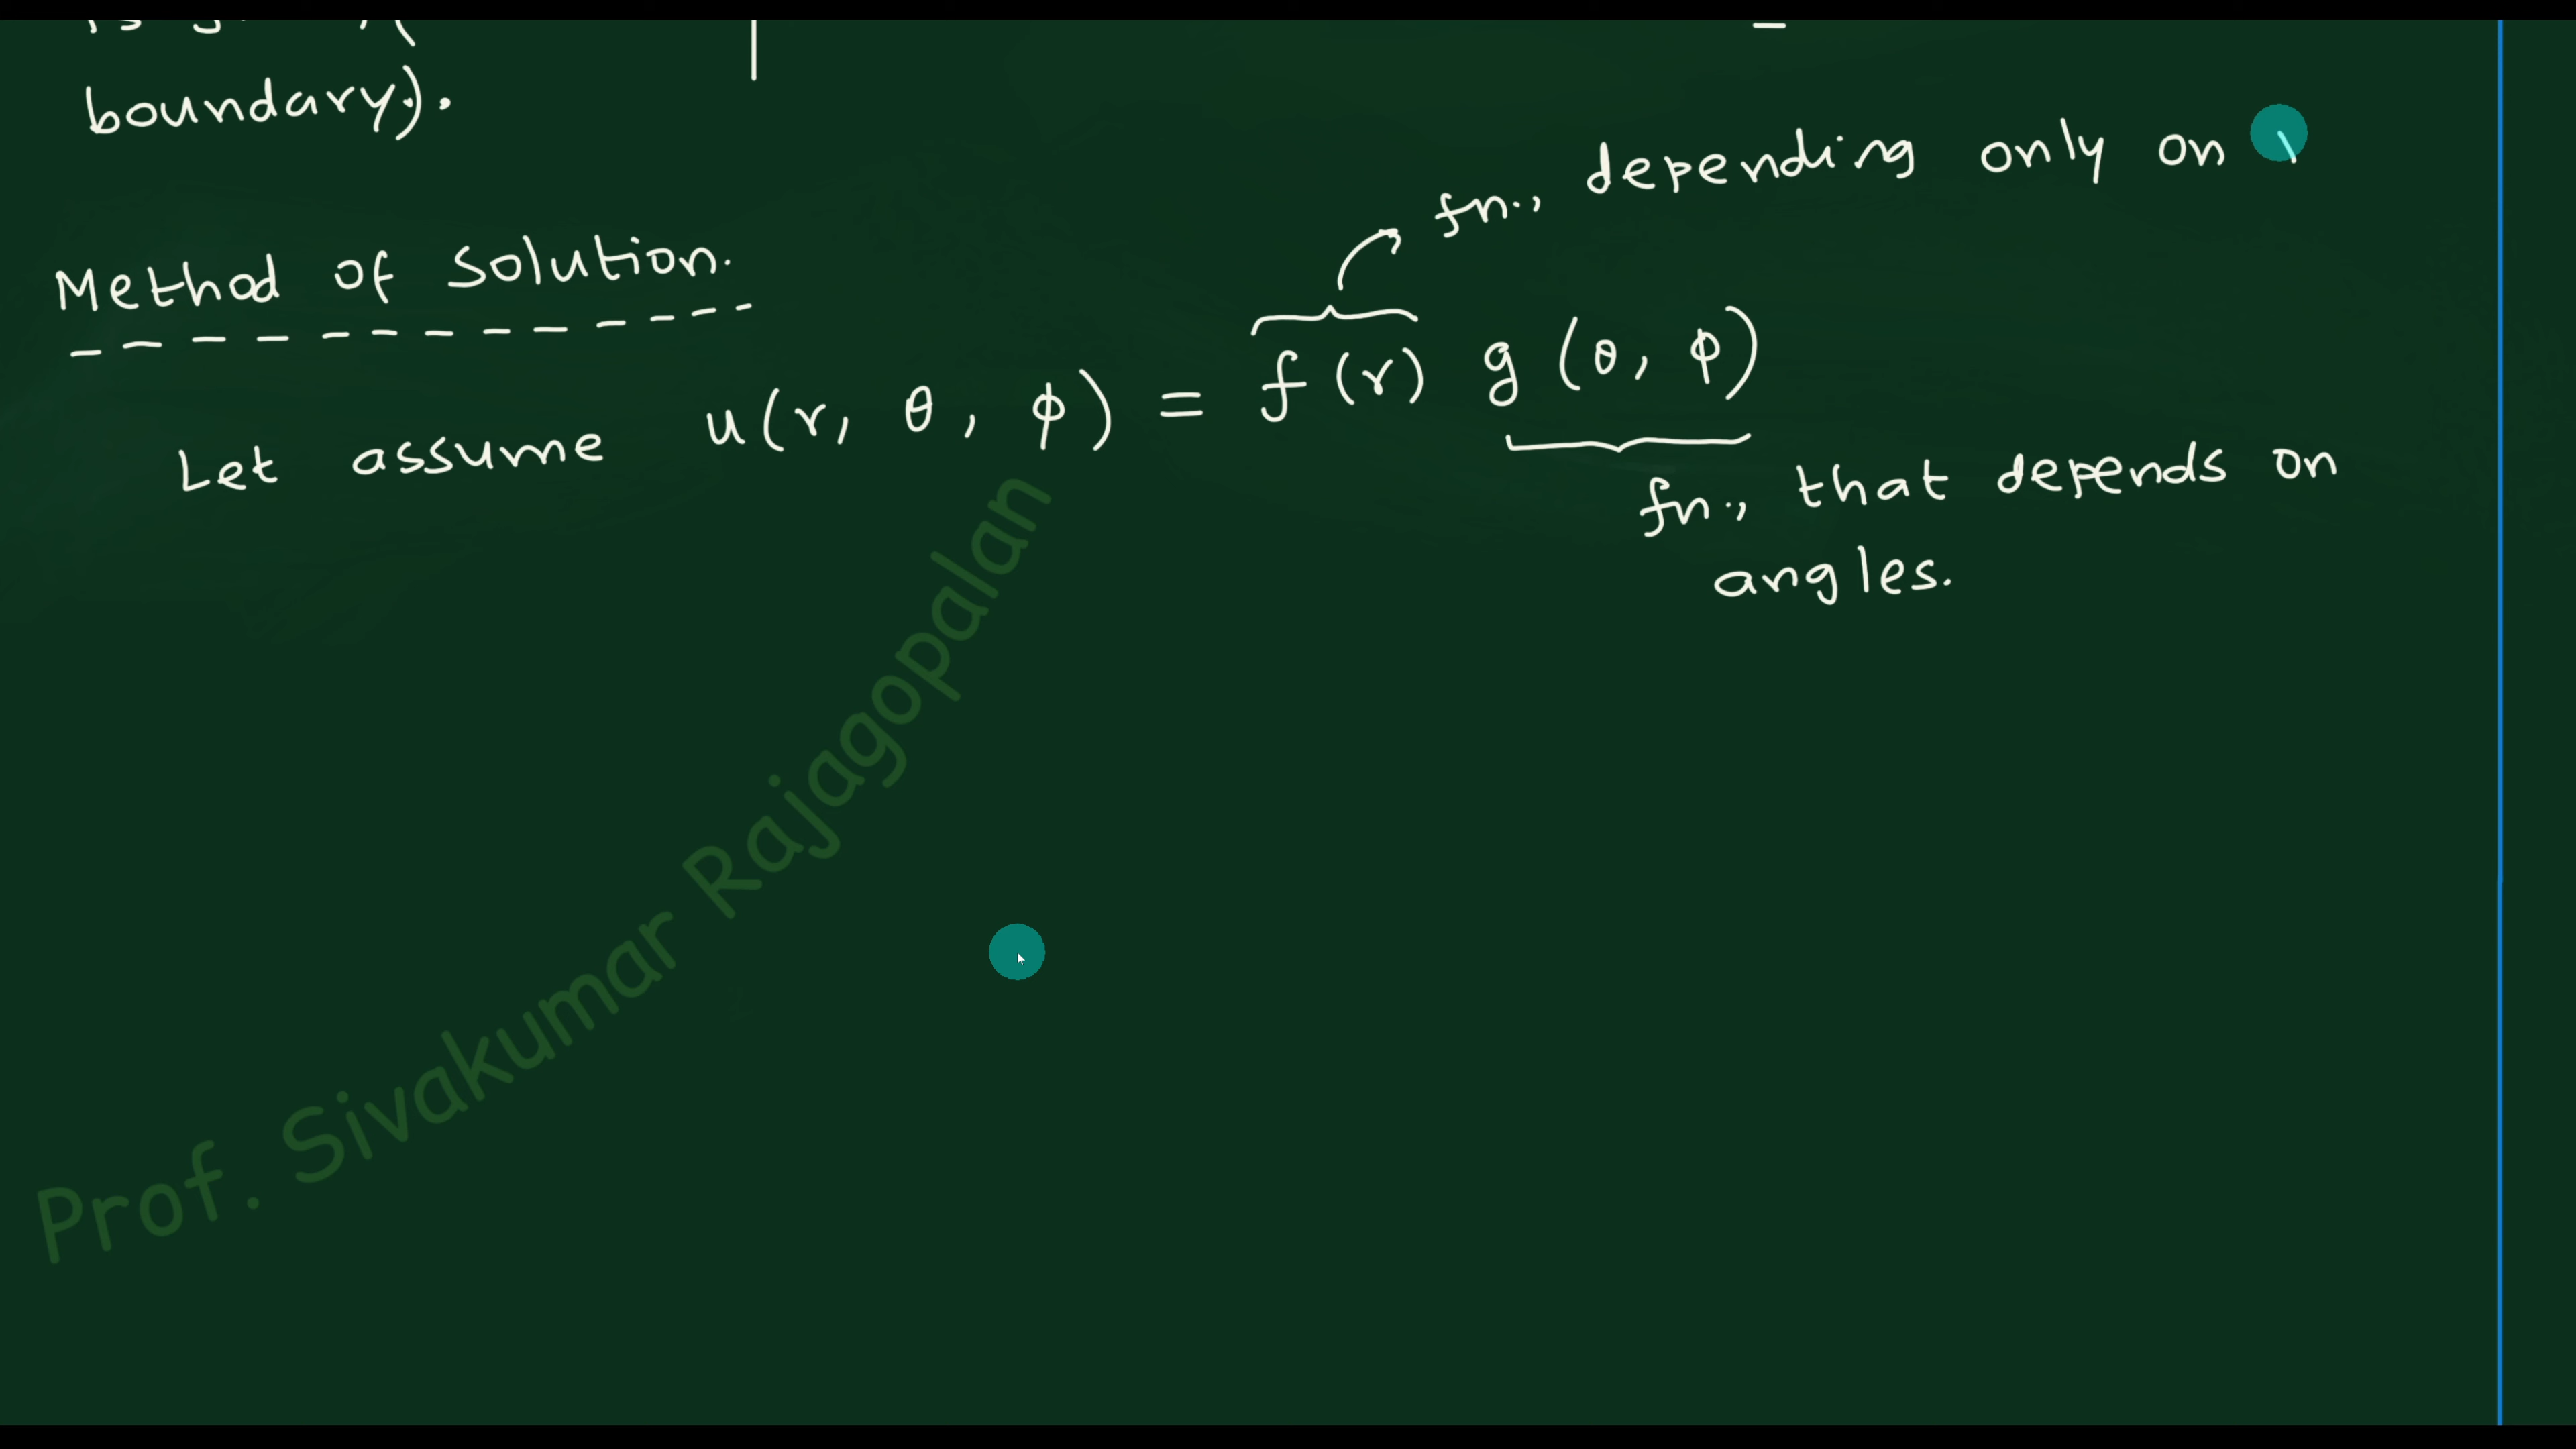 boundary).
fn., depending only on
Method of Solution.
Let assume u(r, θ, ϕ) = f(r) g(θ, ϕ)
fn., that depends on
angles.
Prof. Sivakumar Rajagopalan